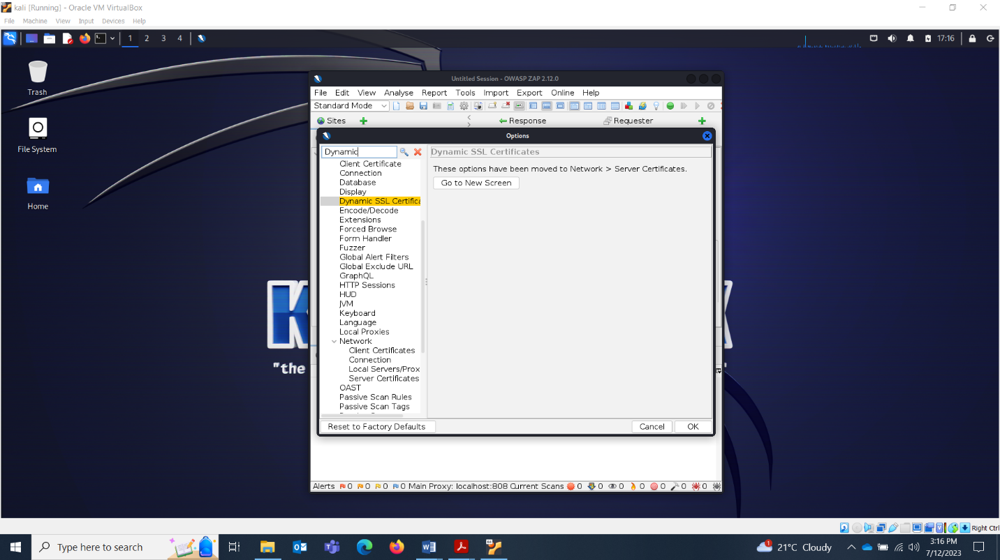 kali [Running] - Oracle VM VirtualBox
File Machine View Input Devices Help
1 2 3 4
17:16
Trash
File System
Home
Untitled Session - OWASP ZAP 2.12.0
File Edit View Analyse Report Tools Import Export Online Help
Standard Mode
Sites
Response
Requester
Options
Dynamic
Client Certificate
Connection
Database
Display
Dynamic SSL Certifica
Encode/Decode
Extensions
Forced Browse
Form Handler
Fuzzer
Global Alert Filters
Global Exclude URL
GraphQL
HTTP Sessions
HUD
JVM
Keyboard
Language
Local Proxies
Network
Client Certificates
Connection
Local Servers/Prox
Server Certificates
OAST
Passive Scan Rules
Passive Scan Tags
Dynamic SSL Certificates
These options have been moved to Network > Server Certificates.
Go to New Screen
Reset to Factory Defaults
Cancel
OK
K
"the
Alerts 0 0 0 0 Main Proxy: localhost:808 Current Scans 0 0 0 0 0 0 0
Right Ctrl
Type here to search
1
21°C Cloudy
3:16 PM
7/12/2023